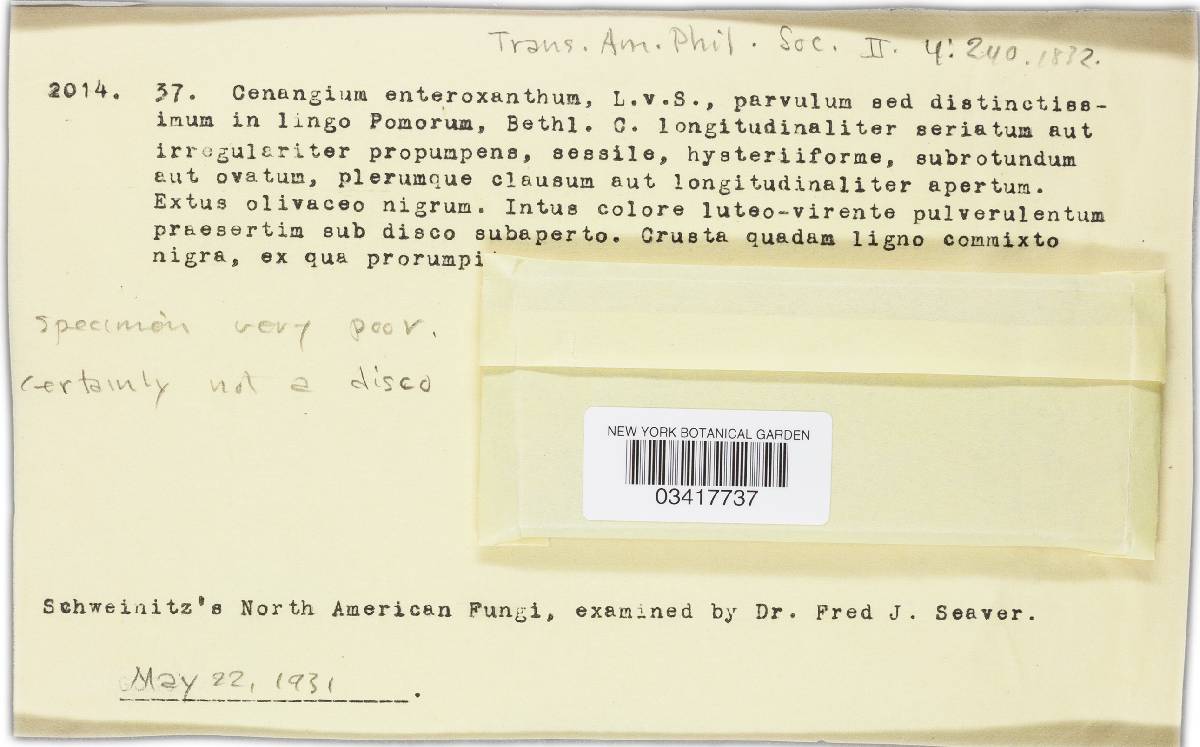 Trans. Am. Phil. Soc. II. 4: 240. 1832.
2014. 37. Cenangium enteroxanthum, L.v.S., parvulum sed distinctiss-
imum in lingo Pomorum, Bethl. C. longitudinaliter seriatum aut
irregulariter propumpens, sessile, hysteriiforme, subrotundum
aut ovatum, plerumque clausum aut longitudinaliter apertum.
Extus olivaceo nigrum. Intus colore luteo-virente pulverulentum
praesertim sub disco subaperto. Crusta quadam ligno commixto
nigra, ex qua prorumpi
specimen very poor.
certainly not a disco
NEW YORK BOTANICAL GARDEN
03417737
Schweinitz's North American Fungi, examined by Dr. Fred J. Seaver.
May 22, 1931.